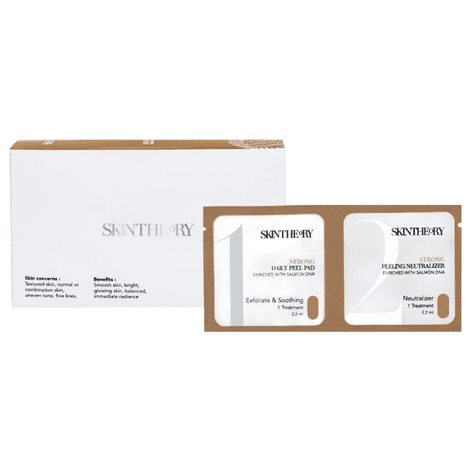 SKINTHEORY
Skin concerns :
Textured skin, normal or
combination skin,
uneven tone, fine lines,
Benefits :
Smooth skin, bright,
glowing skin, balanced,
immediate radiance
1
SKINTHEORY
STRONG
DAILY PEEL PAD
ENRICHED WITH SALMON DNA
Exfoliate & Soothing
1 Treatment
2,2 ml
2
SKINTHEORY
STRONG
PEELING NEUTRALIZER
ENRICHED WITH SALMON DNA
Neutralizer
1 Treatment
2,2 ml